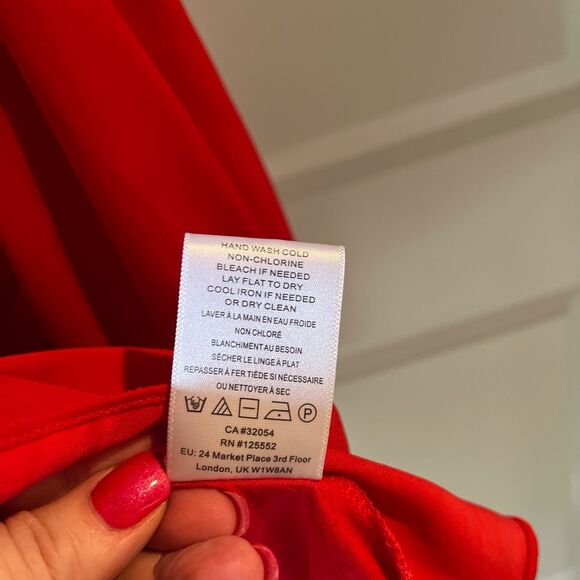 HAND WASH COLD
NON-CHLORINE
BLEACH IF NEEDED
LAY FLAT TO DRY
COOL IRON IF NEEDED
OR DRY CLEAN
LAVER À LA MAIN EN EAU FROIDE
NON CHLORÉ
BLANCHIMENT AU BESOIN
SÉCHER LE LINGE À PLAT
REPASSER À FER TIÈDE SI NÉCESSAIRE
OU NETTOYER À SEC
P
CA#32054
RN #125552
EU: 24 Market Place 3rd Floor
London, UK W1W8AN